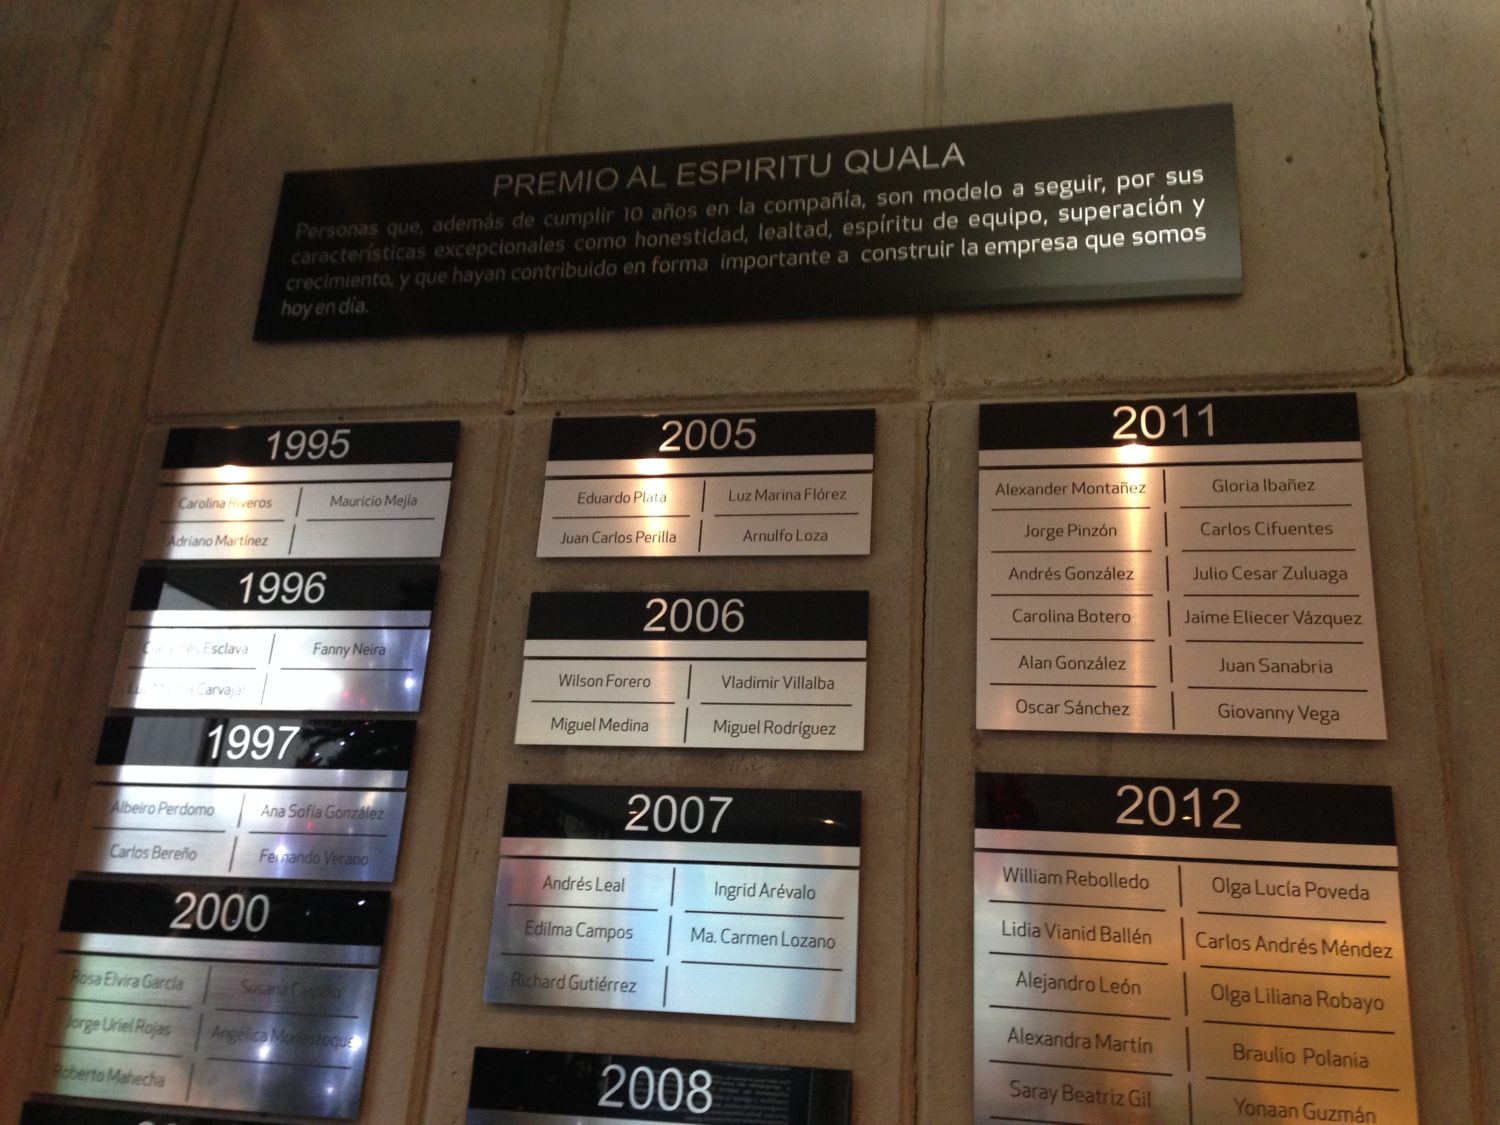 PREMIO AL ESPIRITU QUALA
Personas que, además de cumplir 10 años en la compañía, son modelo a seguir, por sus
características excepcionales como honestidad, lealtad, espíritu de equipo, superación y
crecimiento, y que hayan contribuido en forma importante a construir la empresa que somos
hoy en día.
1995
Carolina Riveros Mauricio Mejía
Adriano Martínez
1996
Esclava Fanny Neira
Carvajal
1997
Albeiro Perdomo Ana Sofía González
Carlos Bereño Fernando Verano
2000
Rosa Elvira García Susana Castaño
Jorge Uriel Rojas Angélica Monastoque
Roberto Mahecha
2005
Eduardo Plata Luz Marina Flórez
Juan Carlos Perilla Arnulfo Loza
2006
Wilson Forero Vladimir Villalba
Miguel Medina Miguel Rodríguez
2007
Andrés Leal Ingrid Arévalo
Edilma Campos Ma. Carmen Lozano
Richard Gutiérrez
2008
2011
Alexander Montañez Gloria Ibañez
Jorge Pinzón Carlos Cifuentes
Andrés González Julio Cesar Zuluaga
Carolina Botero Jaime Eliecer Vázquez
Alan González Juan Sanabria
Oscar Sánchez Giovanny Vega
2012
William Rebolledo Olga Lucía Poveda
Lidia Vianid Ballén Carlos Andrés Méndez
Alejandro León Olga Liliana Robayo
Alexandra Martín Braulio Polania
Saray Beatriz Gil Yonaan Guzmán